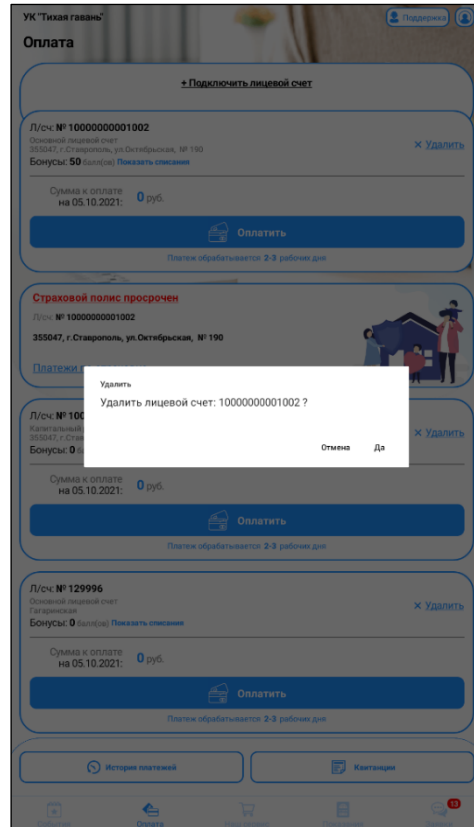 УК "Тихая гавань"
Поддержка
Оплата
+ Подключить лицевой счет
Л/сч: № 10000000001002
Основной лицевой счет
355047, г.Ставрополь, ул.Октябрьская, № 190
Бонусы: 50 балл(ов) Показать списания
× Удалить
Сумма к оплате
на 05.10.2021:
0 руб.
Оплатить
Платеж обрабатывается 2-3 рабочих дня
Страховой полис просрочен
Л/сч: № 10000000001002
355047, г.Ставрополь, ул.Октябрьская, № 190
Платежи
Удалить
Удалить лицевой счет: 10000000001002 ?
Отмена
Да
Л/сч: № 100
Капитальный
355047, г.Став
Бонусы: 0
× Удалить
Сумма к оплате
на 05.10.2021:
0 руб.
Оплатить
Платеж обрабатывается 2-3 рабочих дня
Л/сч: № 129996
Основной лицевой счет
Гагаринская
Бонусы: 0 балл(ов) Показать списания
× Удалить
Сумма к оплате
на 05.10.2021:
0 руб.
Оплатить
Платеж обрабатывается 2-3 рабочих дня
История платежей
Квитанции
13
События
Оплата